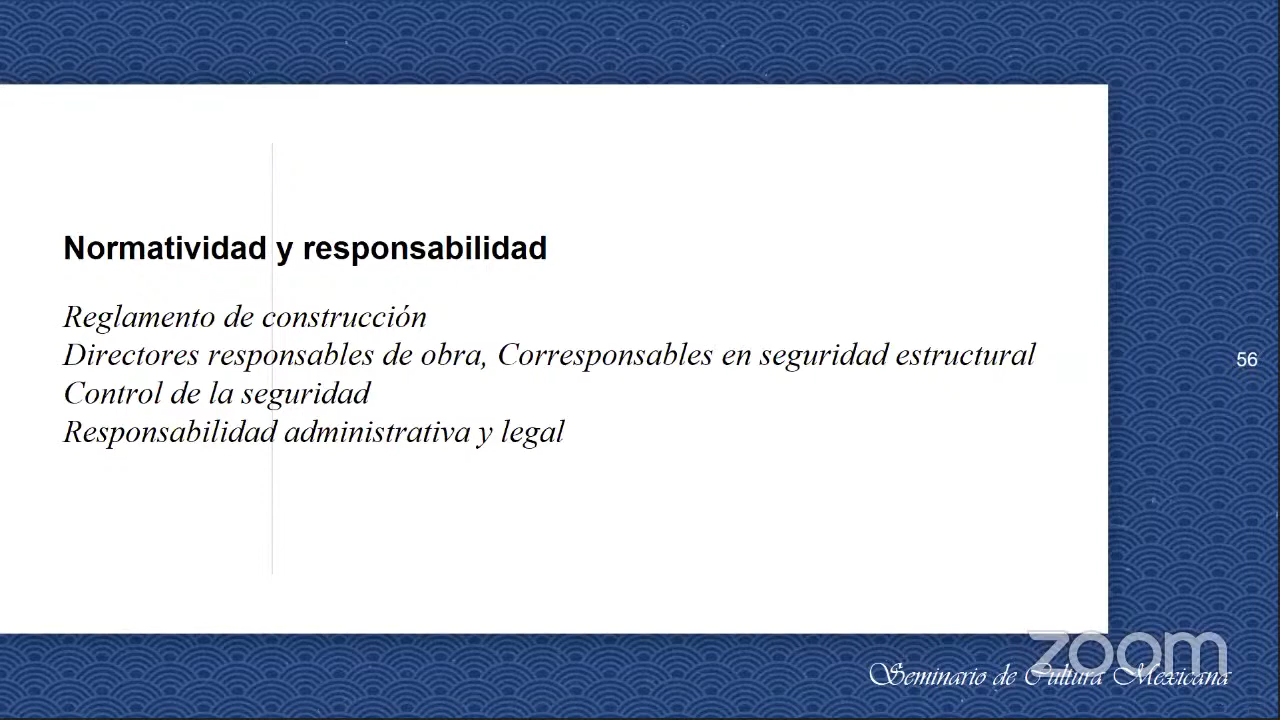 Normatividad y responsabilidad
Reglamento de construcción
Directores responsables de obra, Corresponsables en seguridad estructural
Control de la seguridad
Responsabilidad administrativa y legal
56
zoom
Seminario de Cultura Mexicana